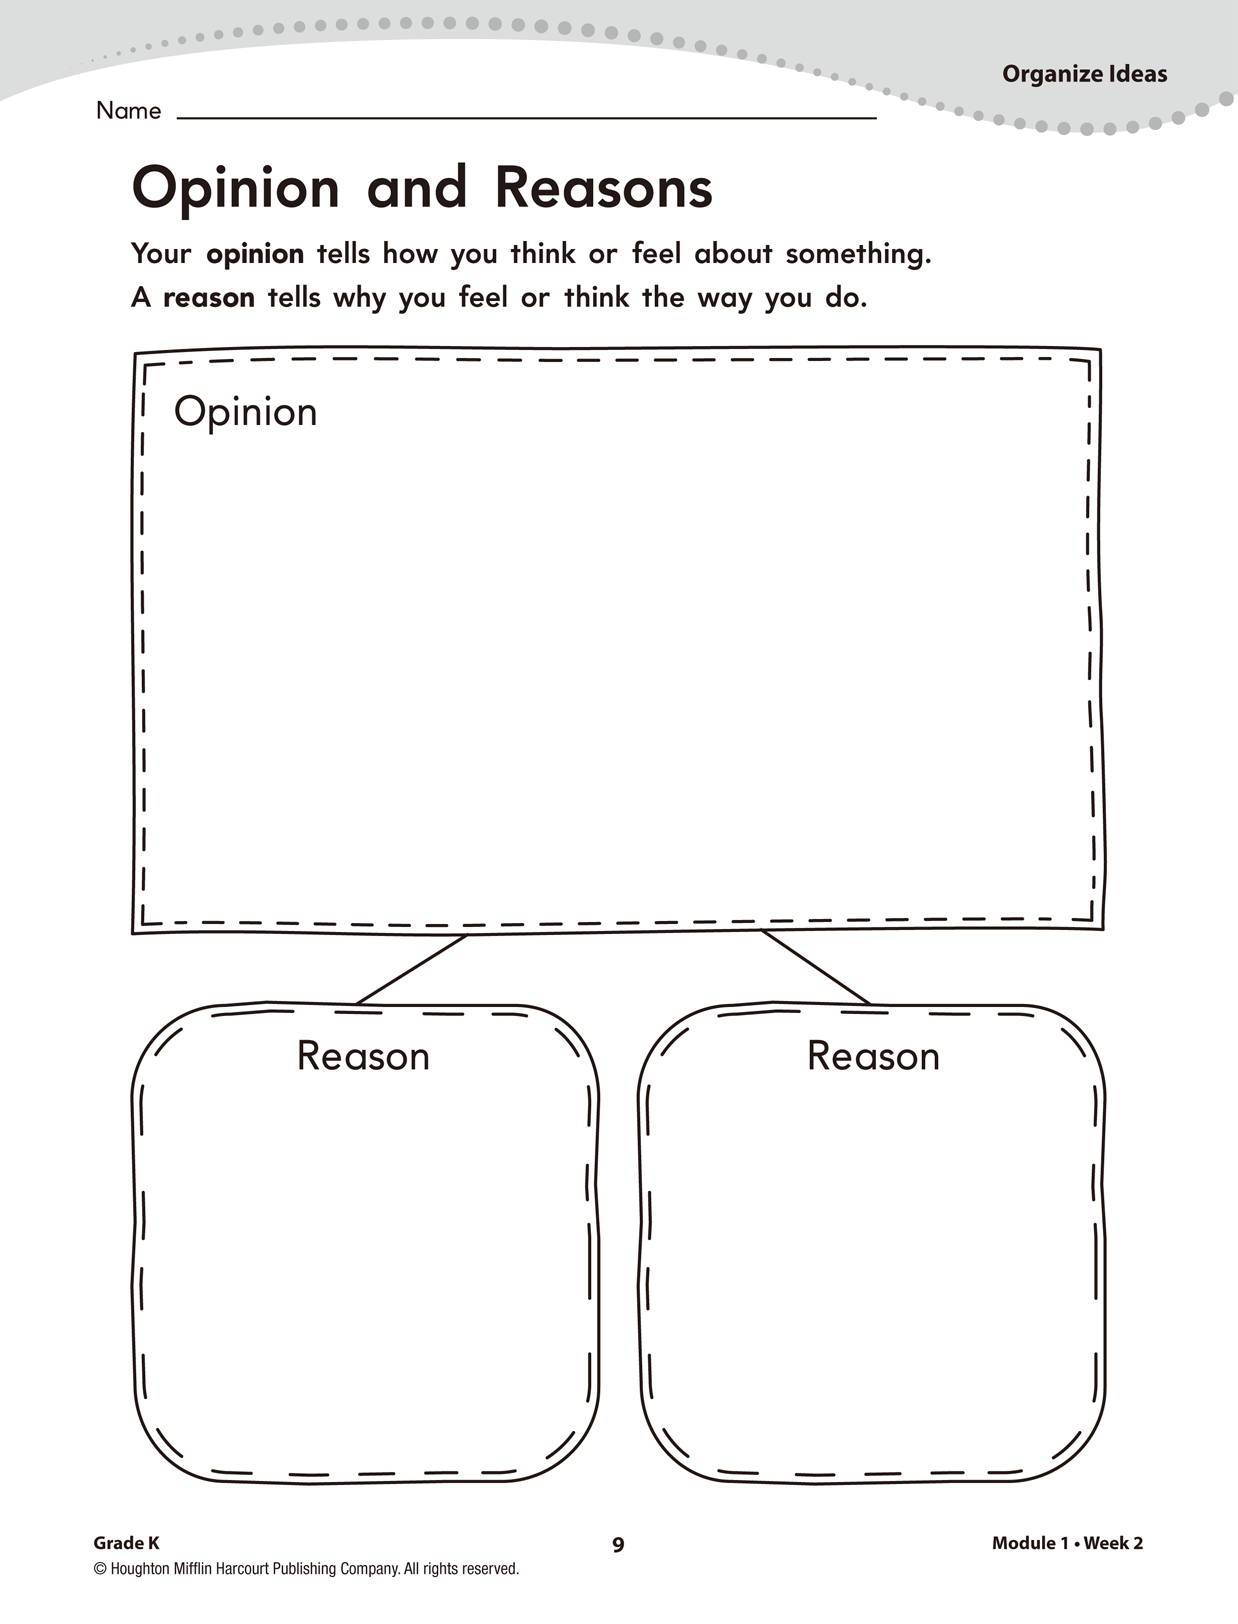 Organize Ideas
Name
Opinion and Reasons
Your opinion tells how you think or feel about something.
A reason tells why you feel or think the way you do.
Opinion
Reason
Reason
Grade K
9
Module 1 • Week 2
© Houghton Mifflin Harcourt Publishing Company. All rights reserved.